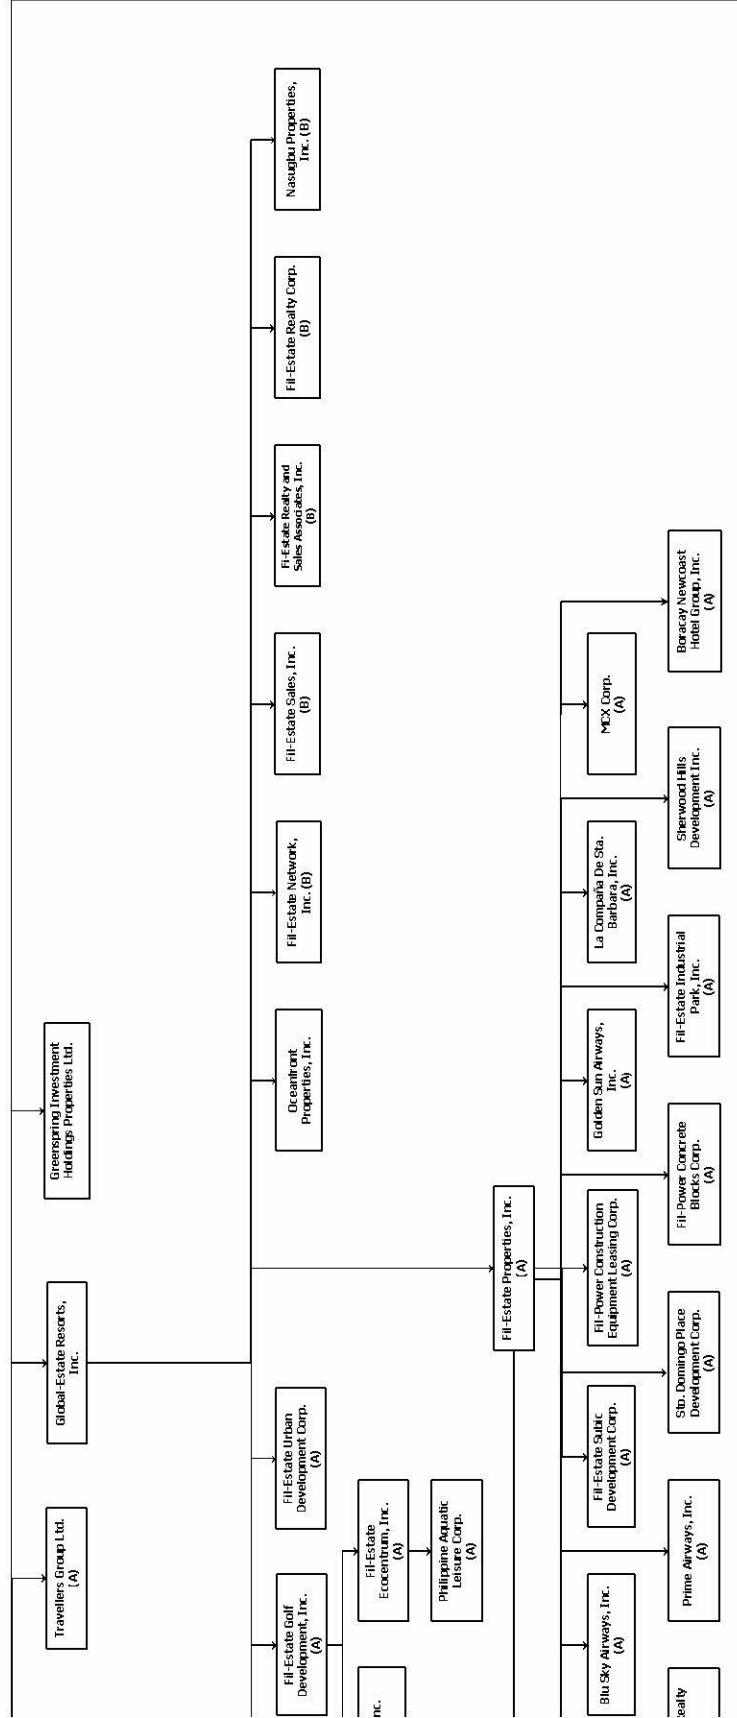 Travellers Group Ltd.
(A)
Global-Estate Resorts,
Inc.
Greenspring Investment
Holdings Properties Ltd.
Fil-Estate Golf
Development, Inc.
(A)
Fil-Estate Urban
Development Corp.
(A)
Oceanfront
Properties, Inc.
Fil-Estate Network,
Inc. (B)
Fil-Estate Sales, Inc.
(B)
Fi-Estate Realty and
Sales Associates, Inc.
(B)
Fil-Estate Realty Corp.
(B)
Nasugbu Properties,
Inc. (B)
nc.
Fil-Estate
Ecocentrum, Inc.
(A)
Philippine Aquatic
Leisure Corp.
(A)
Fil-Estate Properties, Inc.
(A)
Blu Sky Airways, Inc.
(A)
Fil-Estate Subic
Development Corp.
(A)
Fil-Power Construction
Equipment Leasing Corp.
(A)
Golden Sun Airways,
Inc.
(A)
La Compaña De Sta.
Barbara, Inc.
(A)
MCX Corp.
(A)
ealty
Prime Airways, Inc.
(A)
Sto. Domingo Place
Development Corp.
(A)
Fil-Power Concrete
Blocks Corp.
(A)
Fil-Estate Industrial
Park, Inc.
(A)
Sherwood Hills
Development Inc.
(A)
Boracay Newcoast
Hotel Group, Inc.
(A)